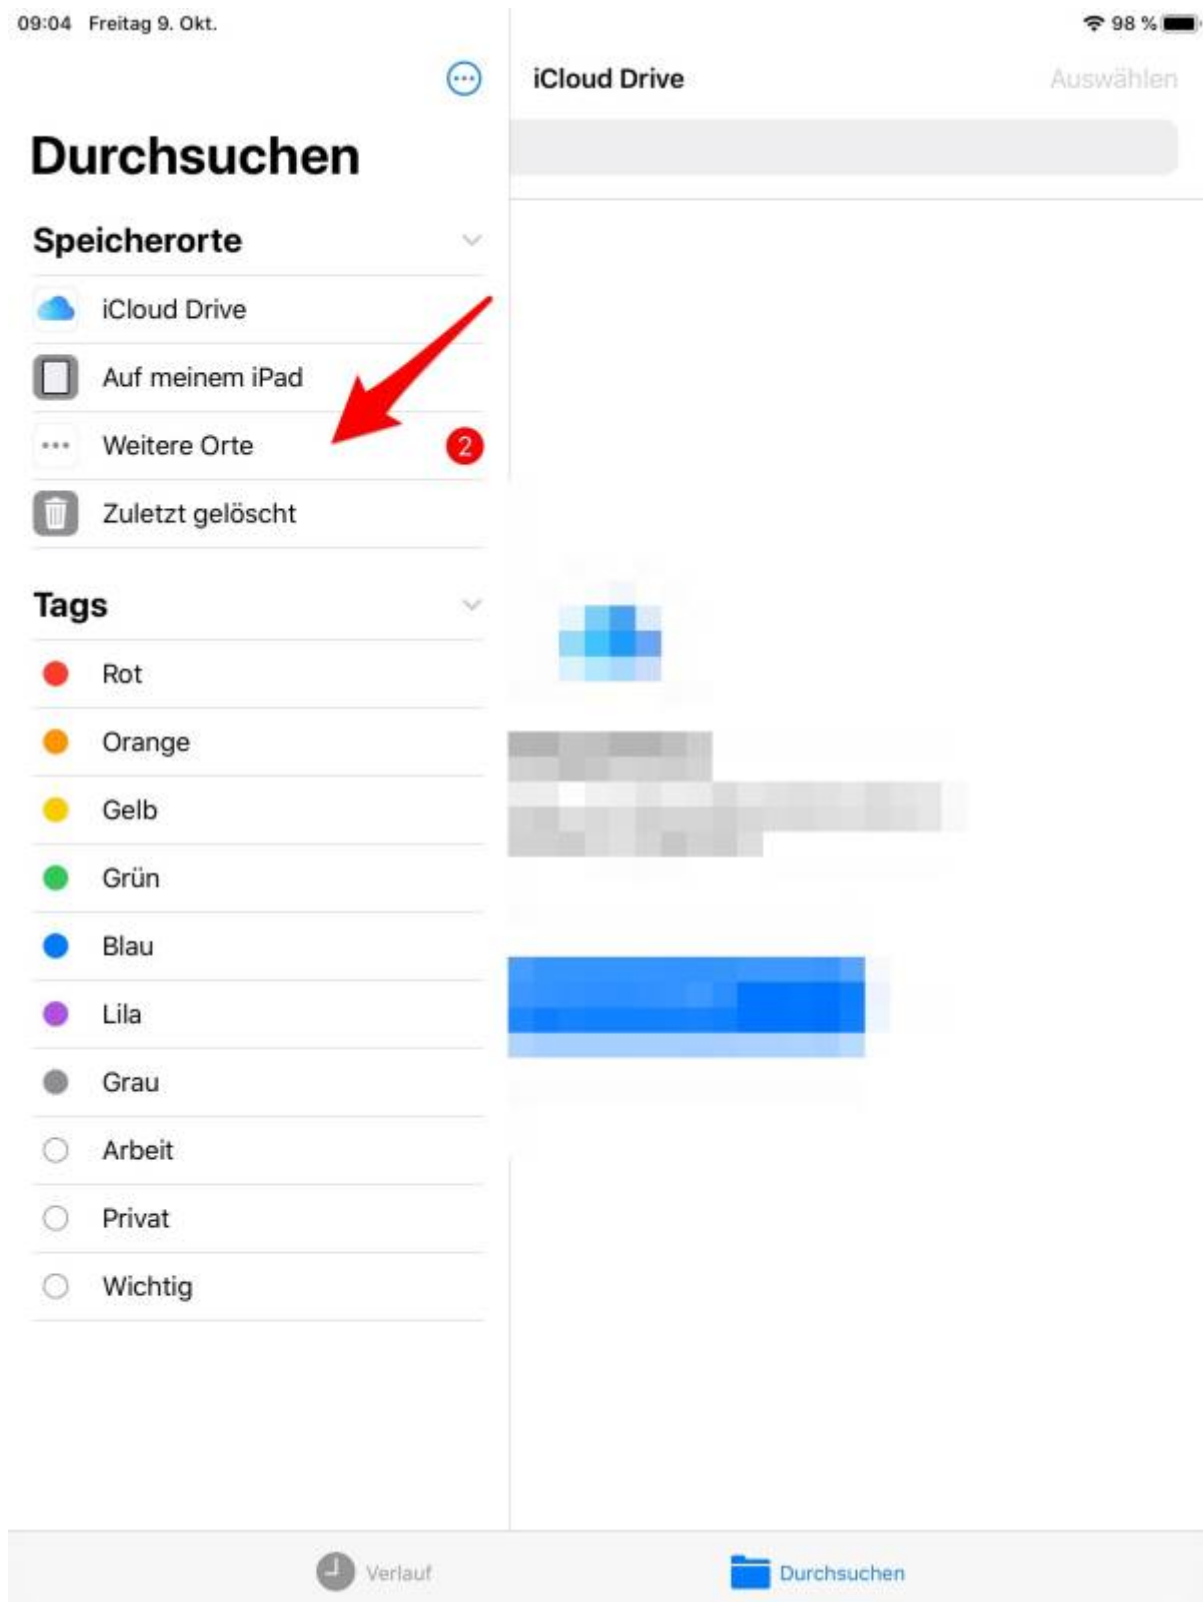 09:04 Freitag 9. Okt.
98 %
iCloud Drive
Auswählen
Durchsuchen
Speicherorte
iCloud Drive
Auf meinem iPad
Weitere Orte
2
Zuletzt gelöscht
Tags
Rot
Orange
Gelb
Grün
Blau
Lila
Grau
Arbeit
Privat
Wichtig
Verlauf
Durchsuchen